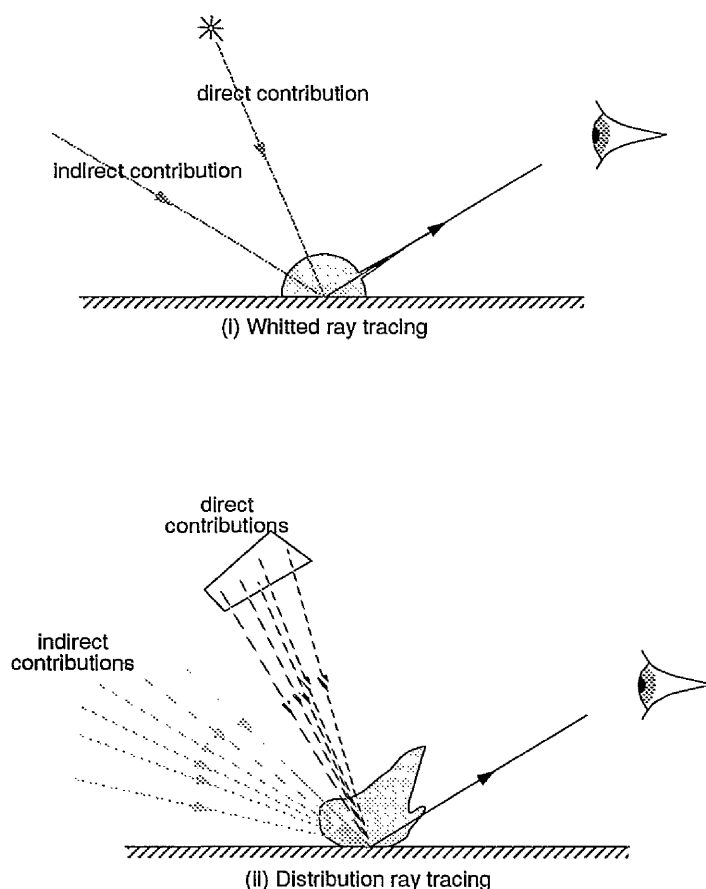 direct contribution
indirect contribution
(i) Whitted ray tracing
direct
contributions
indirect
contributions
(ii) Distribution ray tracing